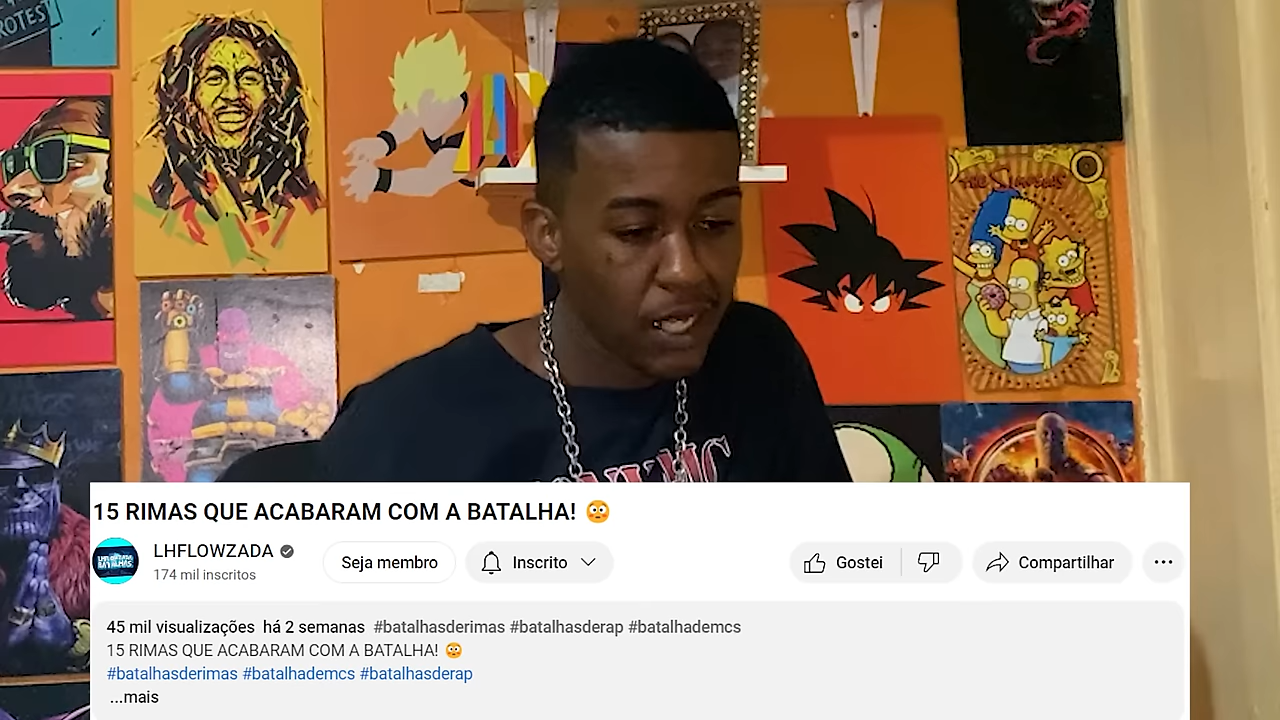 PROTEST
THE SIMPSONS
15 RIMAS QUE ACABARAM COM A BATALHA! 😳
LHFLOWZADA
174 mil inscritos
Seja membro
Inscrito
Gostei
Compartilhar
45 mil visualizações há 2 semanas #batalhasderimas #batalhasderap #batalhademcs
15 RIMAS QUE ACABARAM COM A BATALHA! 😳
#batalhasderimas #batalhademcs #batalhasderap
...mais